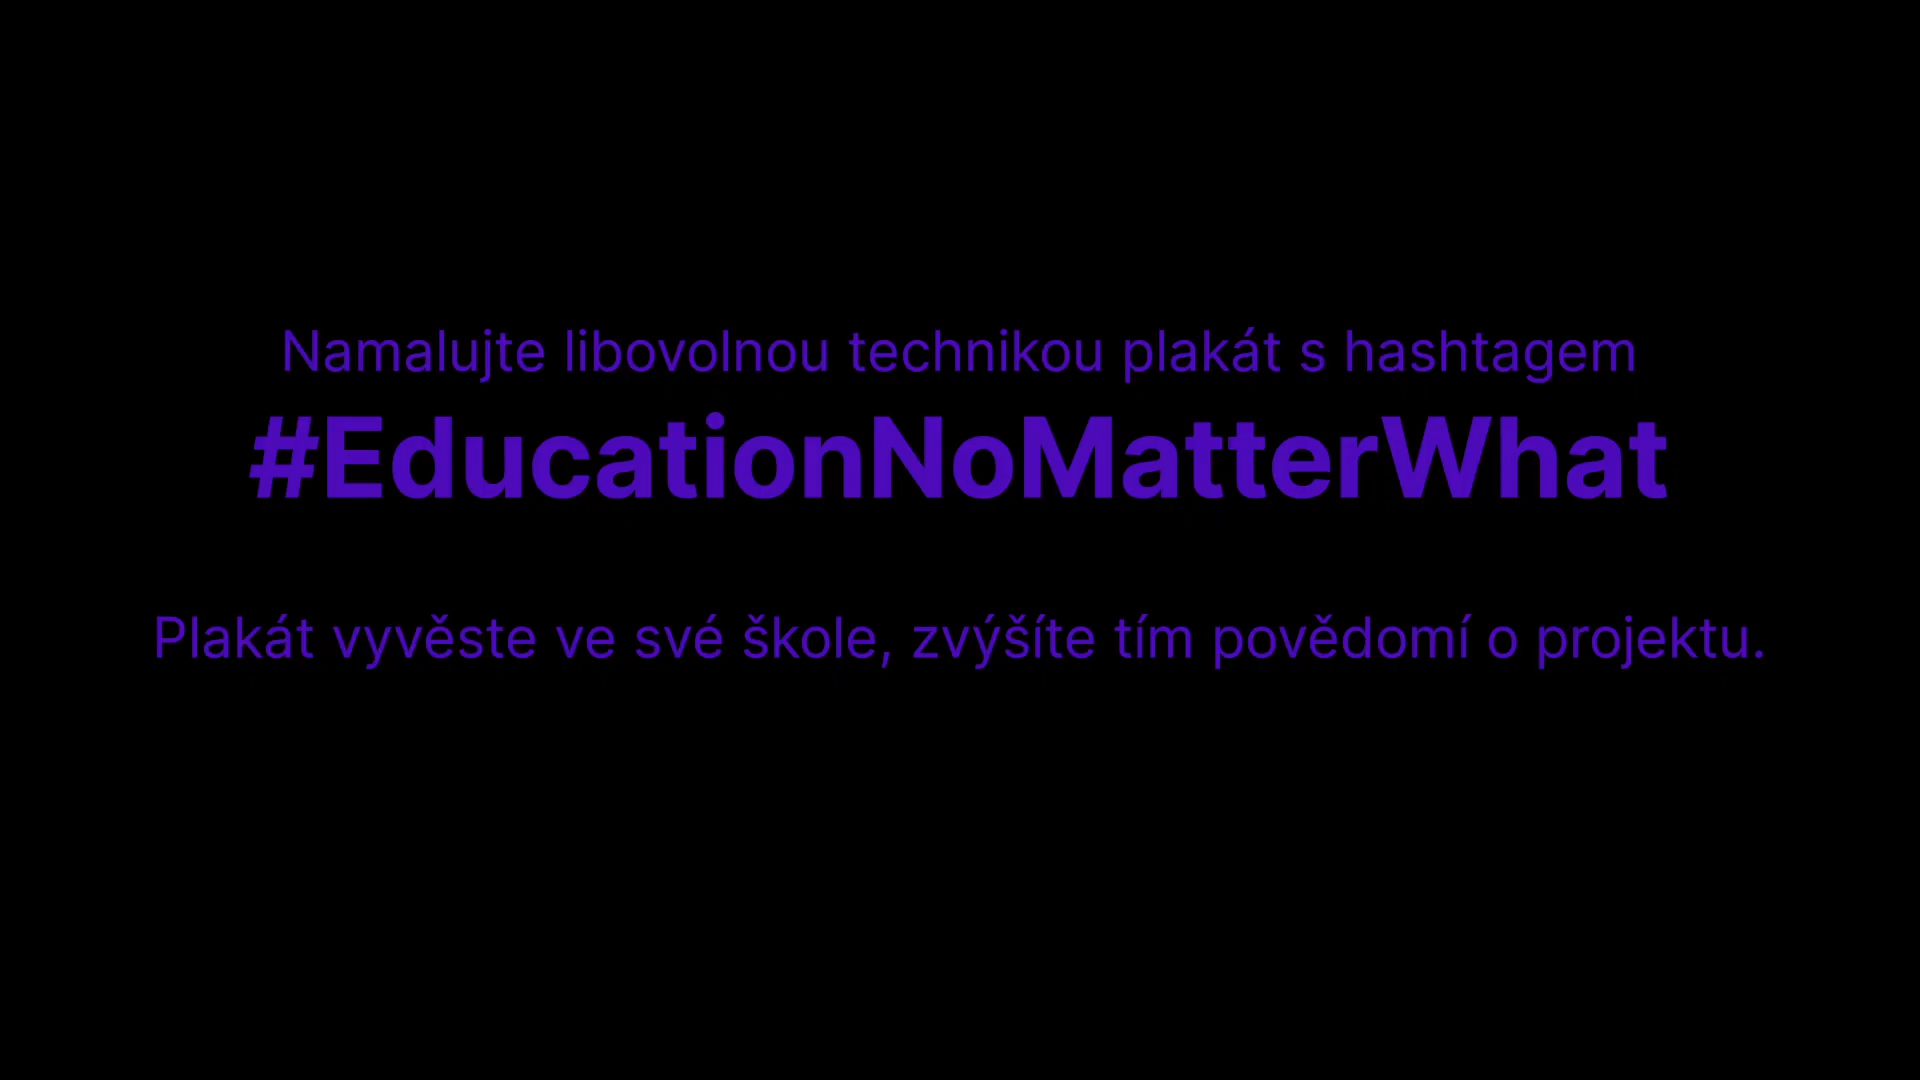 Namalujte libovolnou technikou plakát s hashtagem
#EducationNoMatterWhat
Plakát vyvěste ve své škole, zvýšíte tím povědomí o projektu.